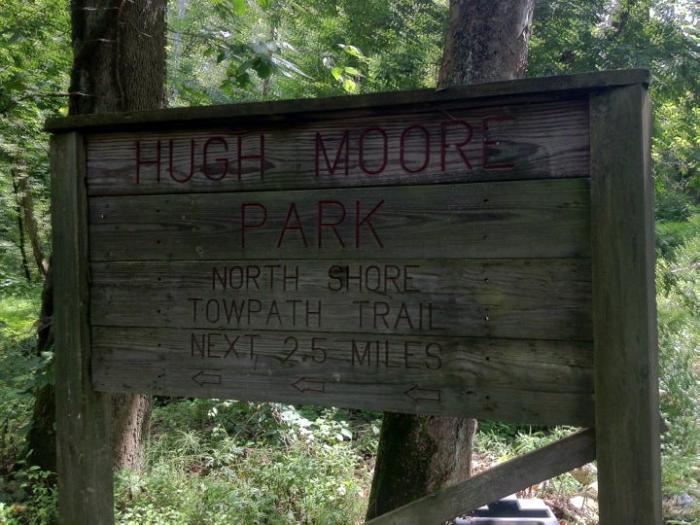 HUGH MOORE
PARK
NORTH SHORE
TOWPATH TRAIL
NEXT 2.5 MILES